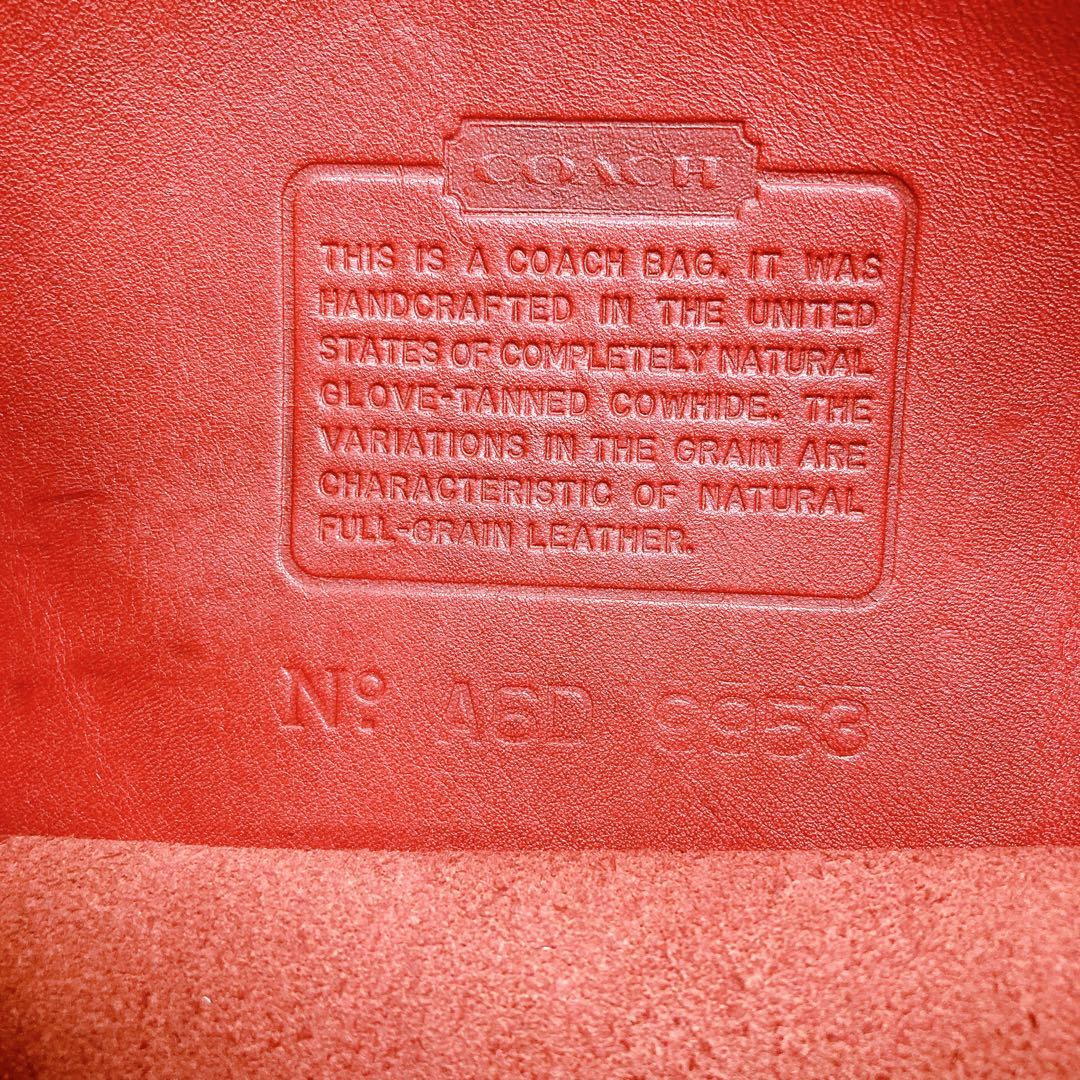 COACH
THIS IS A COACH BAG. IT WAS
HANDCRAFTED IN THE UNITED
STATES OF COMPLETELY NATURAL
GLOVE-TANNED COWHIDE. THE
VARIATIONS IN THE GRAIN ARE
CHARACTERISTIC OF NATURAL
FULL-GRAIN LEATHER.
Nº A6D 9953